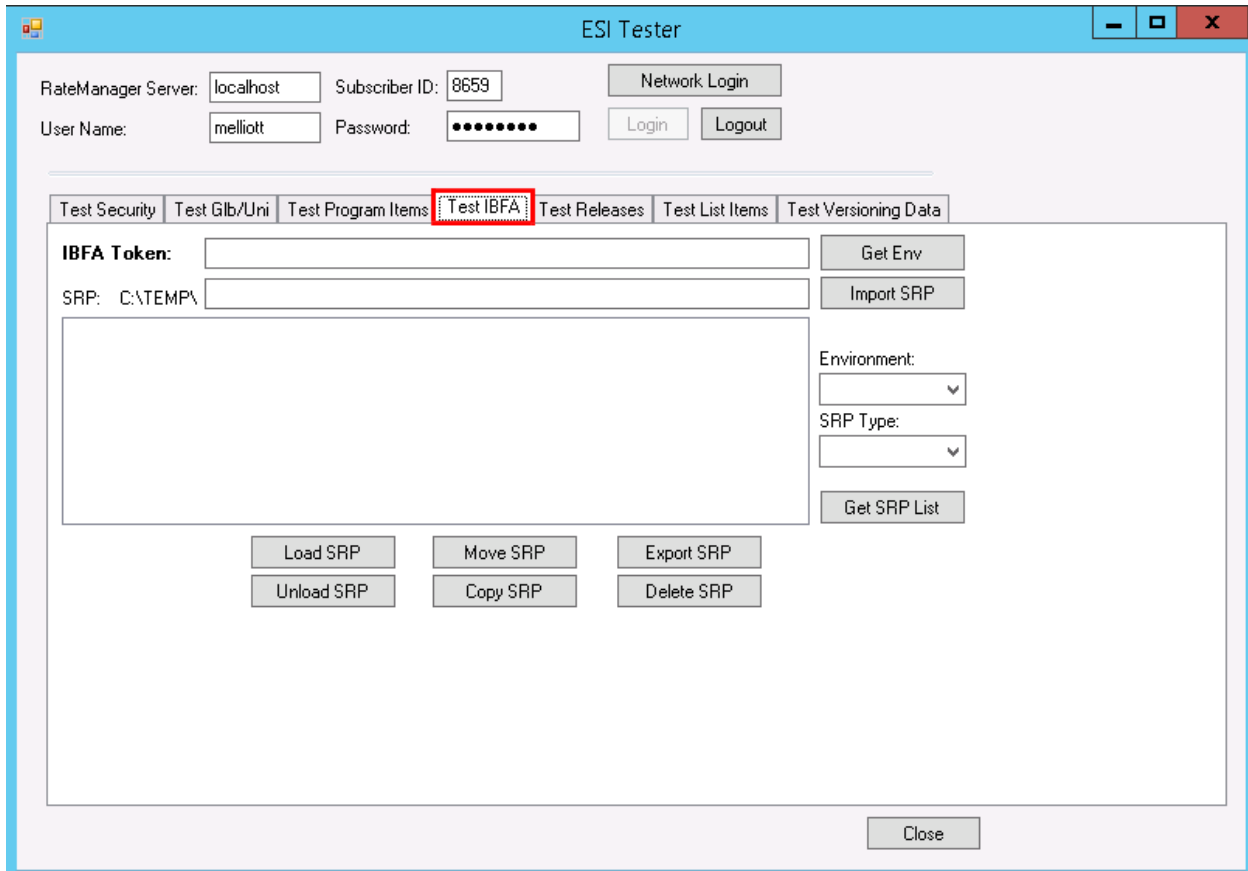 ESI Tester
RateManager Server: localhost Subscriber ID: 8659 Network Login
User Name: melliott Password: ●●●●●●●● Login Logout
Test Security Test Glb/Uni Test Program Items Test IBFA Test Releases Test List Items Test Versioning Data
IBFA Token: Get Env
SRP: C:\TEMP\ Import SRP
Environment:
SRP Type:
Get SRP List
Load SRP Move SRP Export SRP
Unload SRP Copy SRP Delete SRP
Close